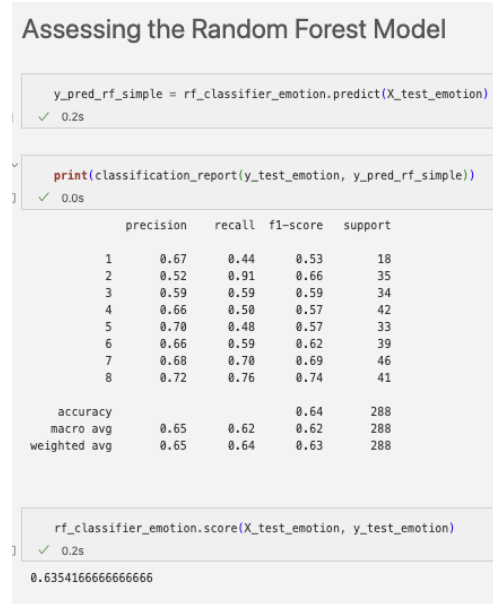 Assessing the Random Forest Model
y_pred_rf_simple = rf_classifier_emotion.predict(X_test_emotion)
✓ 0.2s
print(classification_report(y_test_emotion, y_pred_rf_simple))
✓ 0.0s
precision recall f1-score support
1 0.67 0.44 0.53 18
2 0.52 0.91 0.66 35
3 0.59 0.59 0.59 34
4 0.66 0.50 0.57 42
5 0.70 0.48 0.57 33
6 0.66 0.59 0.62 39
7 0.68 0.70 0.69 46
8 0.72 0.76 0.74 41
accuracy 0.64 288
macro avg 0.65 0.62 0.62 288
weighted avg 0.65 0.64 0.63 288
rf_classifier_emotion.score(X_test_emotion, y_test_emotion)
✓ 0.2s
0.6354166666666666